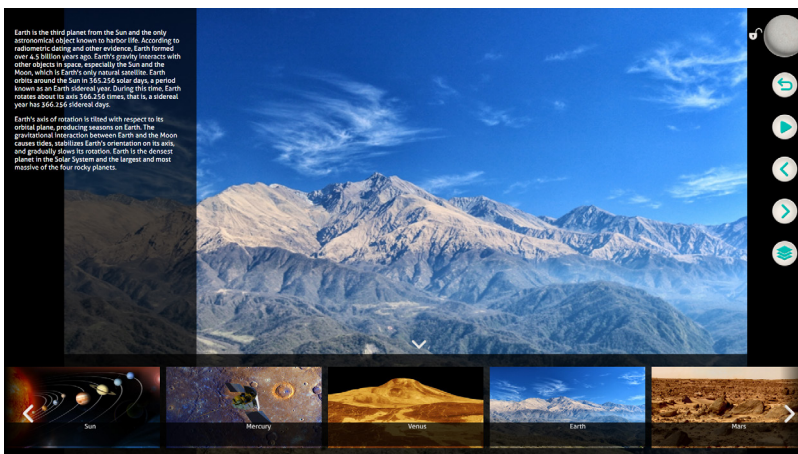 Earth is the third planet from the Sun and the only
astronomical object known to harbor life. According to
radiometric dating and other evidence, Earth formed
over 4.5 billion years ago. Earth's gravity interacts with
other objects in space, especially the Sun and the
Moon, which is Earth's only natural satellite. Earth
orbits around the Sun in 365.256 solar days, a period
known as an Earth sidereal year. During this time, Earth
rotates about its axis 366.256 times, that is, a sidereal
year has 366.256 sidereal days.
Earth's axis of rotation is tilted with respect to its
orbital plane, producing seasons on Earth. The
gravitational interaction between Earth and the Moon
causes tides, stabilizes Earth's orientation on its axis,
and gradually slows its rotation. Earth is the densest
planet in the Solar System and the largest and most
massive of the four rocky planets.
Sun
Mercury
Venus
Earth
Mars